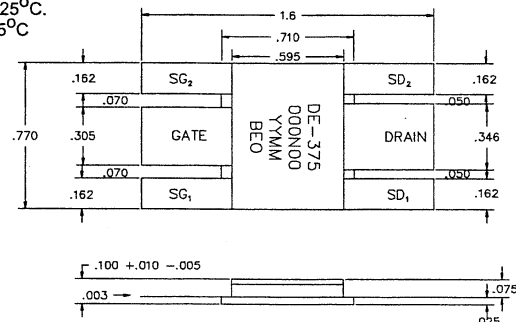 25°C.
5°C
1.6
.710
.595
.162 SG₂ SD₂ .162
.070 .050
.770 .305 GATE DRAIN .346
DE-375
000N00
YYMM
BEO
.070 .050
.162 SG₁ SD₁ .162
.100 +.010 -.005
.003
.075
.025